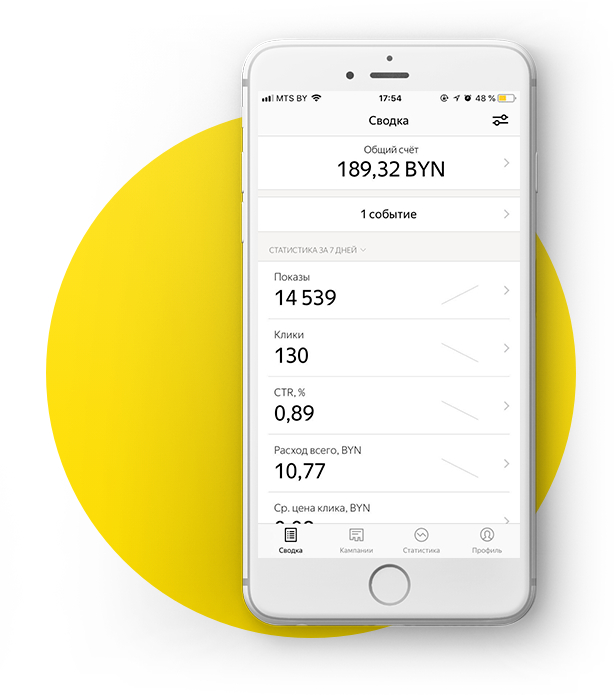 MTS BY 17:54 48 %
Сводка
Общий счёт
189,32 BYN
1 событие
СТАТИСТИКА ЗА 7 ДНЕЙ
Показы
14 539
Клики
130
CTR, %
0,89
Расход всего, BYN
10,77
Ср. цена клика, BYN
Сводка Кампании Статистика Профиль